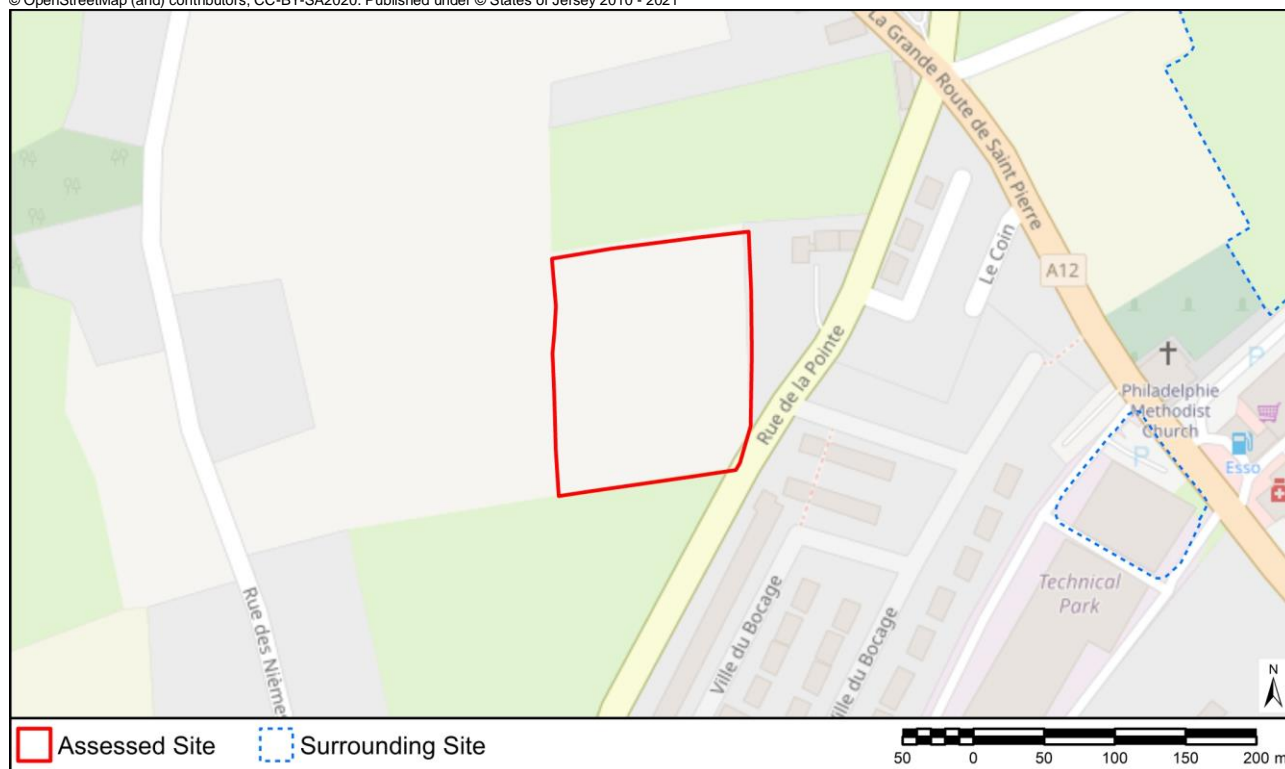 © OpenStreetMap (and) contributors, CC-BY-SA2020. Published under © States of Jersey 2010 - 2021
La Grande Route de Saint Pierre
A12
Le Coin
Rue de la Pointe
Philadelphie
Methodist
Church
P
P
Esso
Technical
Park
Ville du Bocage
Ville du Bocage
Rue des Nièmes
N
Assessed Site
Surrounding Site
50 0 50 100 150 200 m